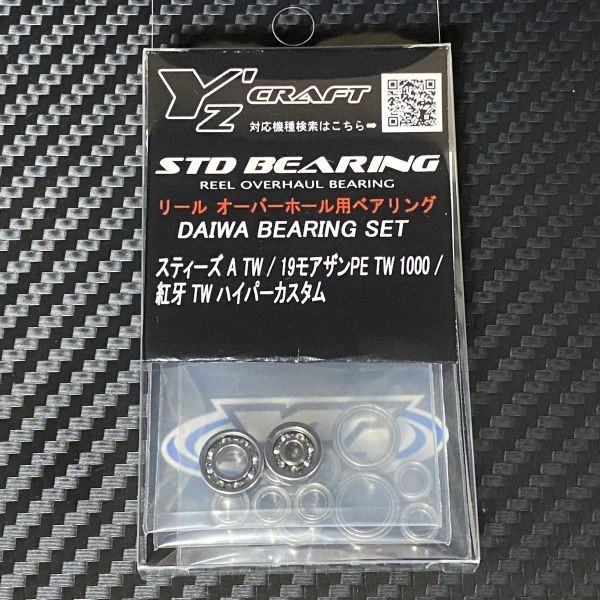 Y'z CRAFT
対応機種検索はこちら➡
STD BEARING
REEL OVERHAUL BEARING
リール オーバーホール用ベアリング
DAIWA BEARING SET
スティーズ A TW / 19モアザンPE TW 1000 /
紅牙 TW ハイパーカスタム